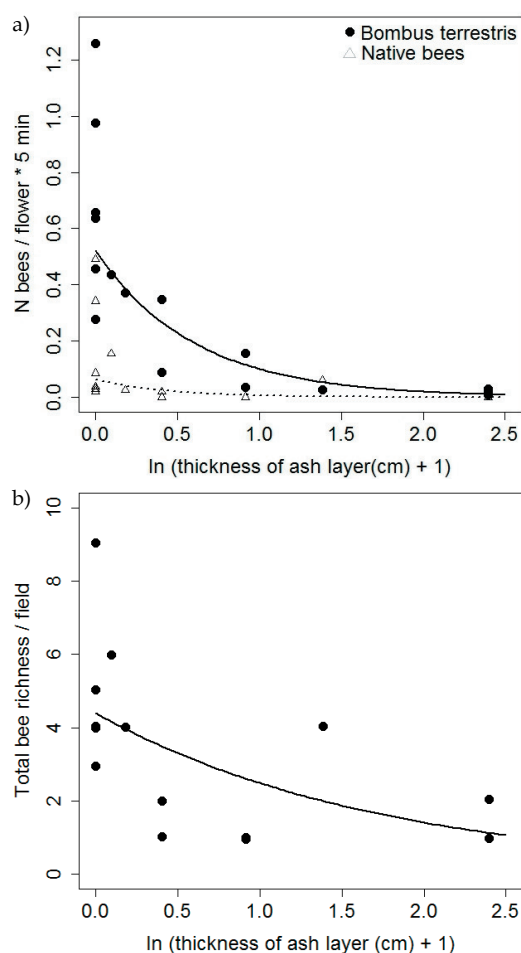 a)
Bombus terrestris
Native bees
N bees / flower * 5 min
1.2
1.0
0.8
0.6
0.4
0.2
0.0
0.0 0.5 1.0 1.5 2.0 2.5
ln (thickness of ash layer(cm) + 1)
b)
Total bee richness / field
10
8
6
4
2
0
0.0 0.5 1.0 1.5 2.0 2.5
ln (thickness of ash layer (cm) + 1)